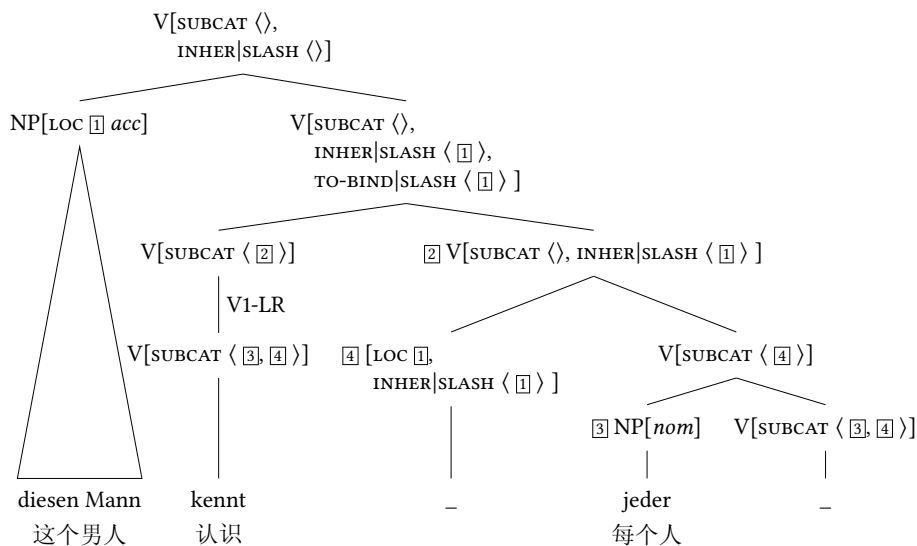 V[SUBCAT ⟨⟩,
INHER|SLASH ⟨⟩]
NP[LOC 1 acc]
V[SUBCAT ⟨⟩,
INHER|SLASH ⟨ 1 ⟩,
TO-BIND|SLASH ⟨ 1 ⟩ ]
V[SUBCAT ⟨ 2 ⟩]
2 V[SUBCAT ⟨⟩, INHER|SLASH ⟨ 1 ⟩ ]
V1-LR
V[SUBCAT ⟨ 3, 4 ⟩]
4 [LOC 1,
INHER|SLASH ⟨ 1 ⟩ ]
V[SUBCAT ⟨ 4 ⟩]
3 NP[nom]
V[SUBCAT ⟨ 3, 4 ⟩]
diesen Mann kennt _ jeder _
这个男人 认识 每个人